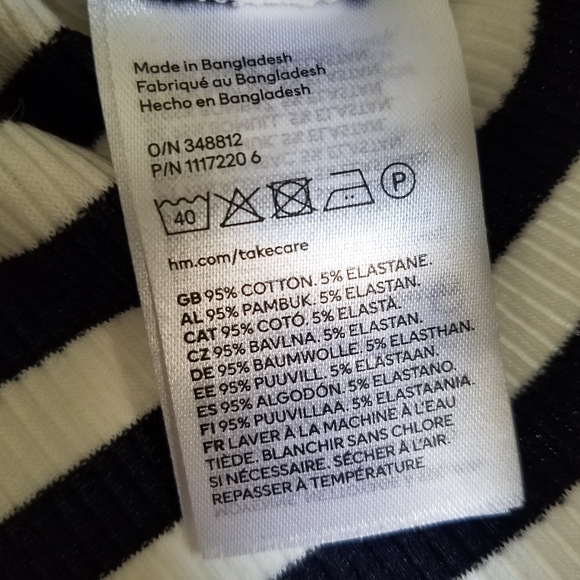 Made in Bangladesh
Fabriqué au Bangladesh
Hecho en Bangladesh
O/N 348812
P/N 1117220 6
40
P
hm.com/takecare
GB 95% COTTON. 5% ELASTANE.
AL 95% PAMBUK. 5% ELASTAN.
CAT 95% COTÓ. 5% ELASTÀ.
CZ 95% BAVLNA. 5% ELASTAN.
DE 95% BAUMWOLLE. 5% ELASTHAN.
EE 95% PUUVILL. 5% ELASTAAN.
ES 95% ALGODÓN. 5% ELASTANO.
FI 95% PUUVILLAA. 5% ELASTAANIA.
FR LAVER À LA MACHINE À L'EAU
TIÈDE. BLANCHIR SANS CHLORE
SI NÉCESSAIRE. SÉCHER À L'AIR.
REPASSER À TEMPÉRATURE